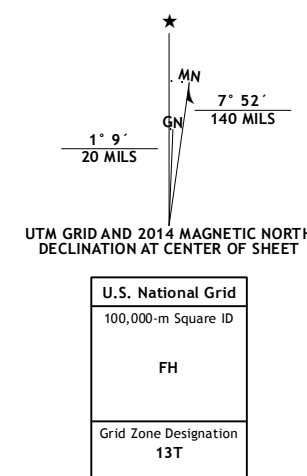 MN
7° 52´
140 MILS
GN
1° 9´
20 MILS
UTM GRID AND 2014 MAGNETIC NORTH
DECLINATION AT CENTER OF SHEET
U.S. National Grid
100,000-m Square ID
FH
Grid Zone Designation
13T